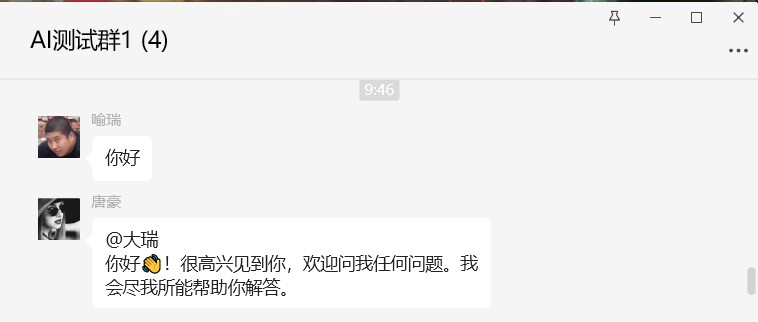 AI测试群1 (4)
9:46
喻瑞
你好
唐豪
@大瑞
你好👏！很高兴见到你，欢迎问我任何问题。我
会尽我所能帮助你解答。